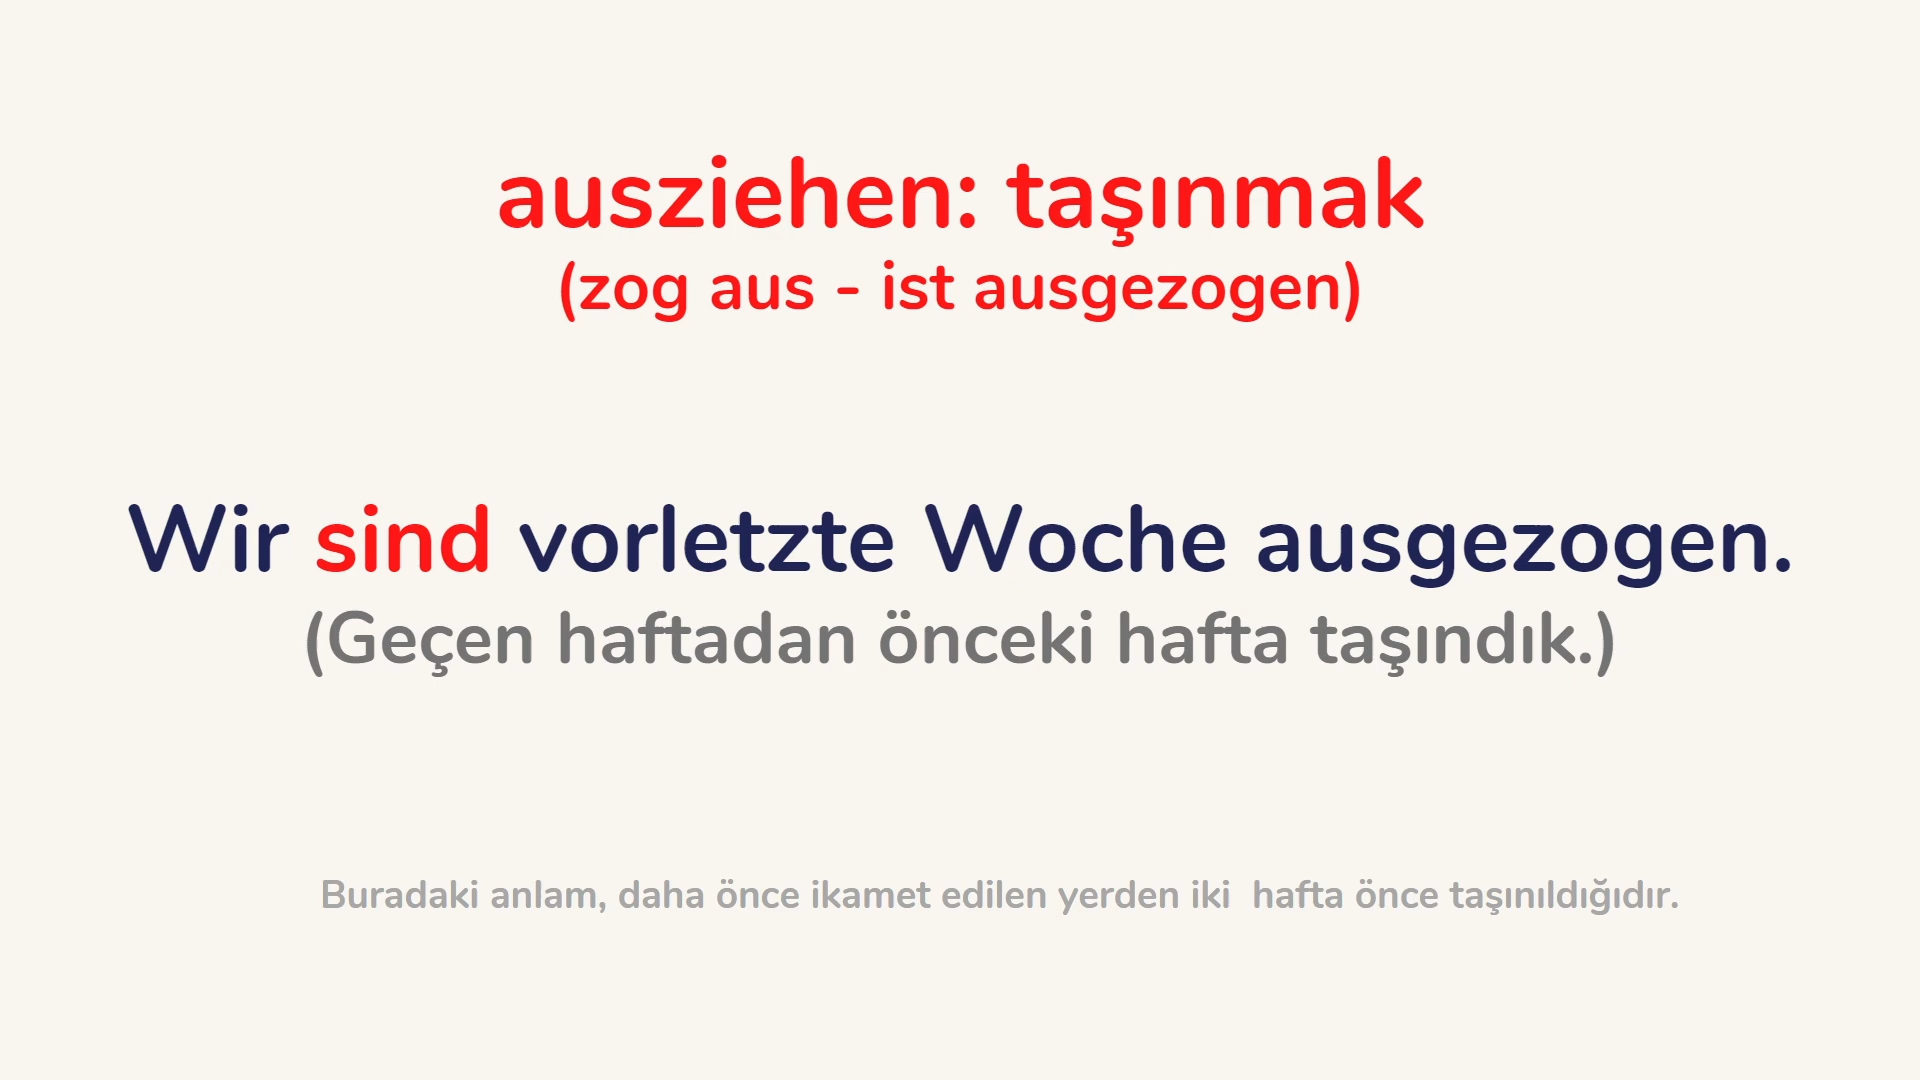 ausziehen: taşınmak
(zog aus - ist ausgezogen)
Wir sind vorletzte Woche ausgezogen.
(Geçen haftadan önceki hafta taşındık.)
Buradaki anlam, daha önce ikamet edilen yerden iki  hafta önce taşınıldığıdır.